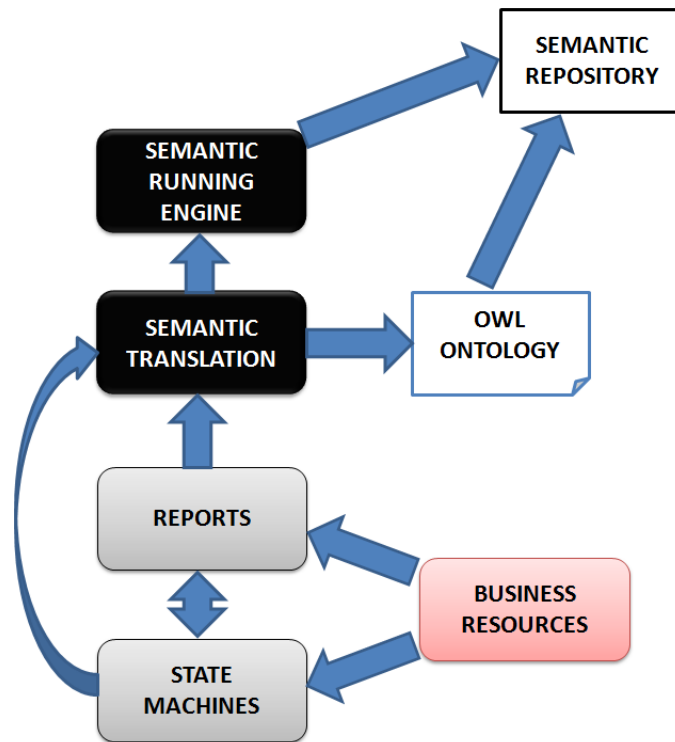 SEMANTIC
REPOSITORY
SEMANTIC
RUNNING
ENGINE
SEMANTIC
TRANSLATION
OWL
ONTOLOGY
REPORTS
BUSINESS
RESOURCES
STATE
MACHINES